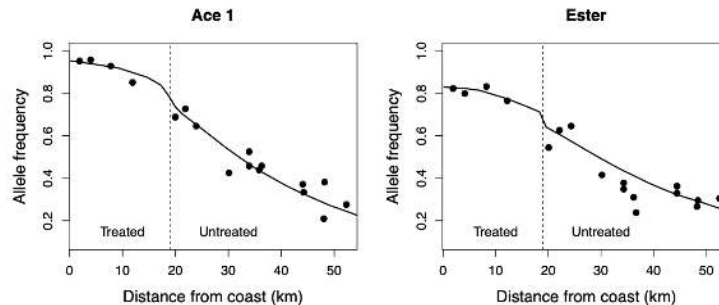 Ace 1
Allele frequency
1.0
0.8
0.6
0.4
0.2
Treated
Untreated
0
10
20
30
40
50
Distance from coast (km)
Ester
Allele frequency
1.0
0.8
0.6
0.4
0.2
Treated
Untreated
0
10
20
30
40
50
Distance from coast (km)